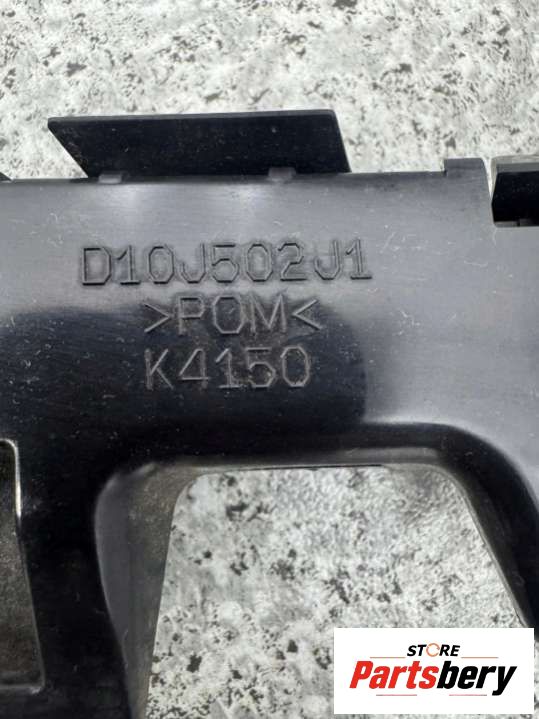 D10J502J1
>POM<
K4150
STORE
Partsbery